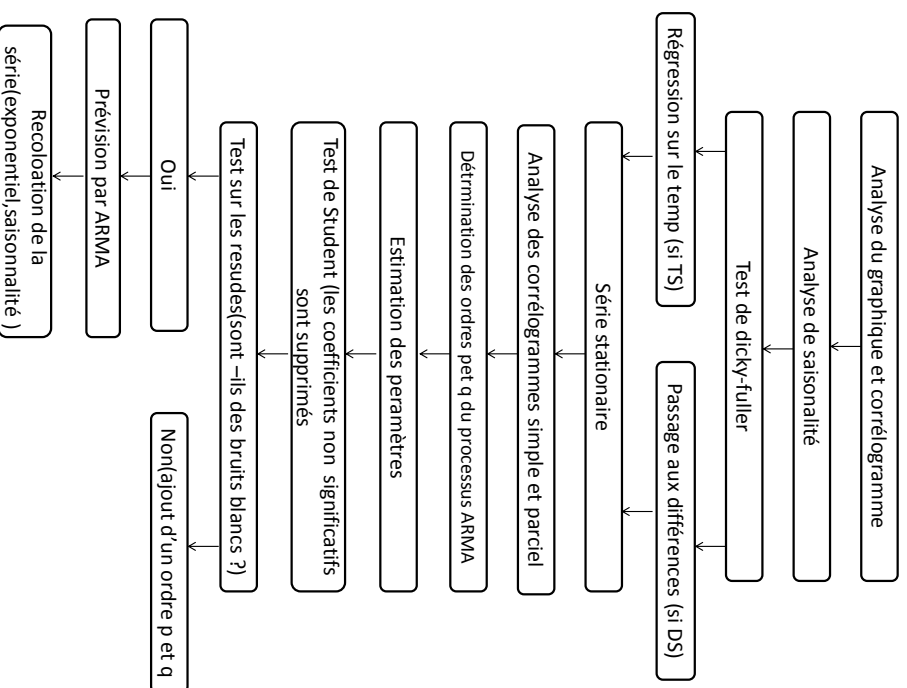 Analyse du graphique et corrélogramme
Analyse de saisonalité
Test de dicky-fuller
Régression sur le temp (si TS)
Passage aux différences (si DS)
Série stationaire
Analyse des corrélogrammes simple et parciel
Détrmination des ordres pet q du processus ARMA
Estimation des peramètres
Test de Student (les coefficients non significatifs
sont supprimés
Test sur les resudes(sont –ils des bruits blancs ?)
Oui
Non(ajout d'un ordre p et q
Prévision par ARMA
Recoloation de la
série(exponentiel,saisonnalité )